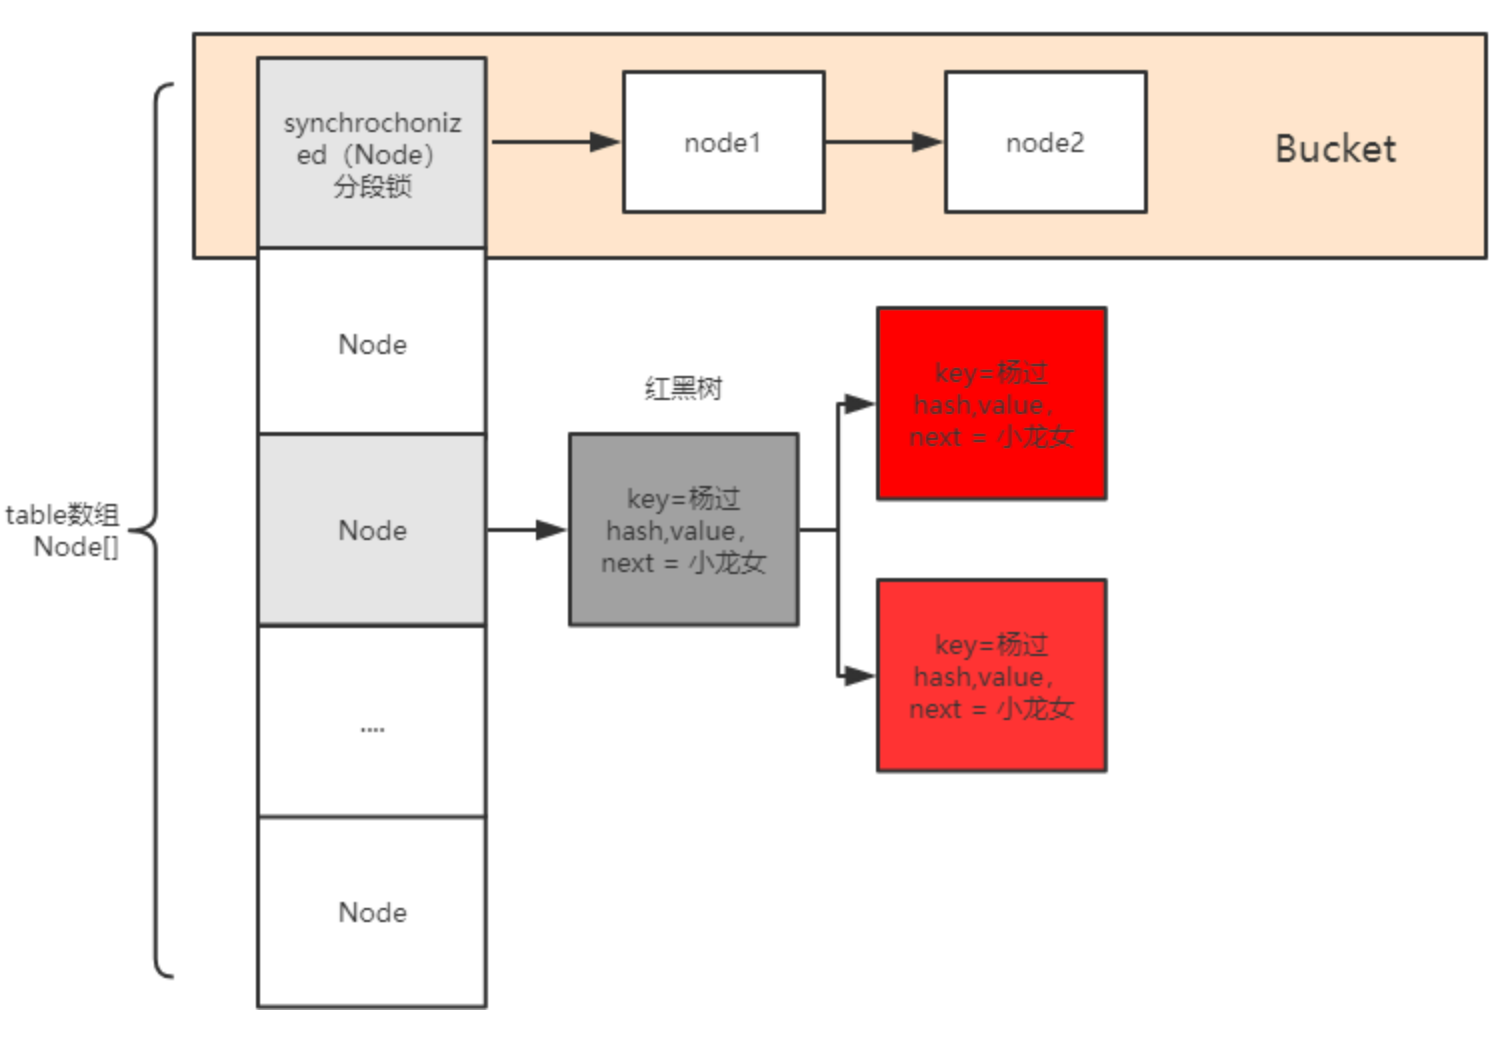 synchrochoniz
ed（Node）
分段锁
node1
node2
Bucket
Node
红黑树
key=杨过
hash,value，
next = 小龙女
table数组
Node[]
Node
key=杨过
hash,value，
next = 小龙女
key=杨过
hash,value，
next = 小龙女
....
Node